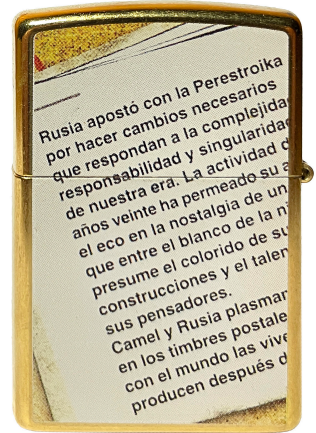 Rusia apostó con la Perestroika
por hacer cambios necesarios
que respondan a la complejida
responsabilidad y singularidad
de nuestra era. La actividad d
años veinte ha permeado su a
el eco en la nostalgia de un
que entre el blanco de la ni
presume el colorido de su
construcciones y el talen
sus pensadores.
Camel y Rusia plasmar
en los timbres postale
con el mundo las vive
producen después d